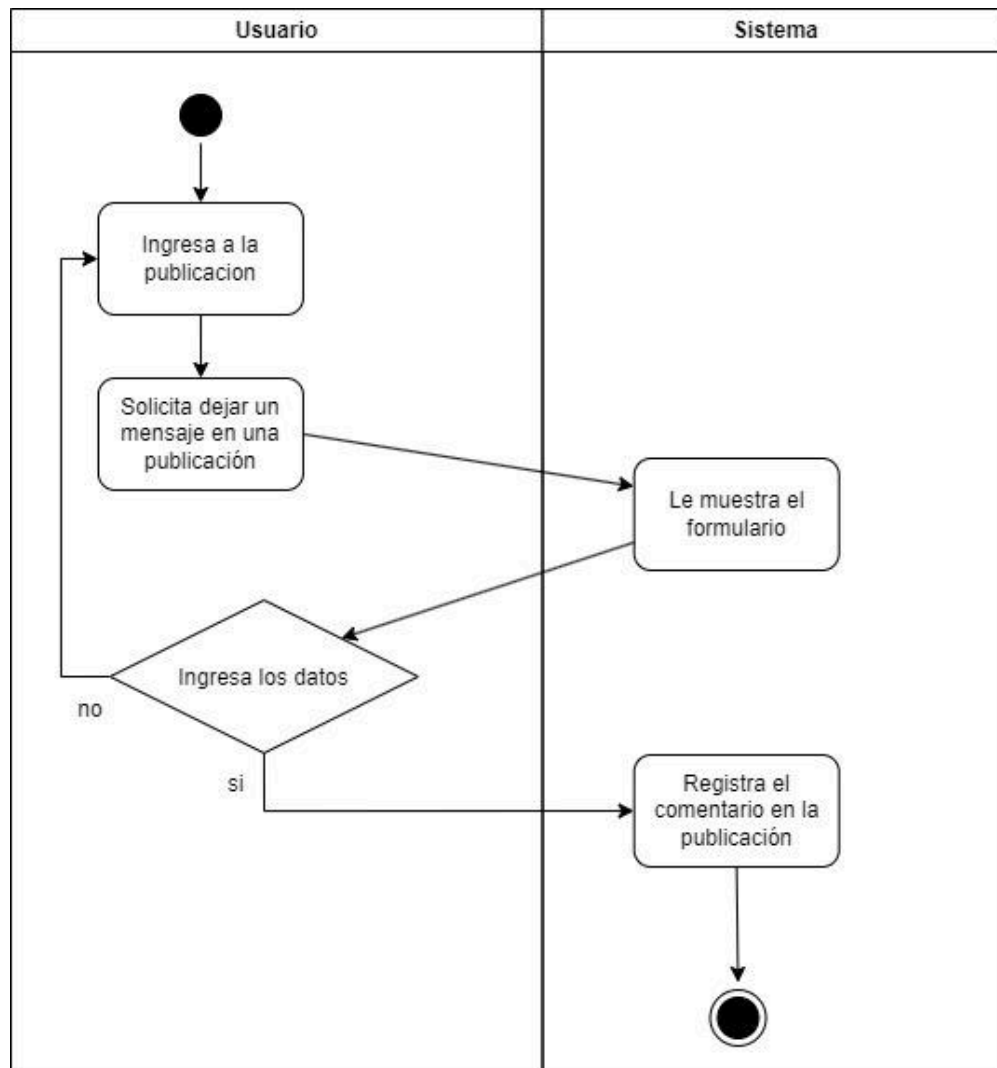 Usuario
Sistema
Ingresa a la
publicacion
Solicita dejar un
mensaje en una
publicación
Le muestra el
formulario
Ingresa los datos
no
si
Registra el
comentario en la
publicación